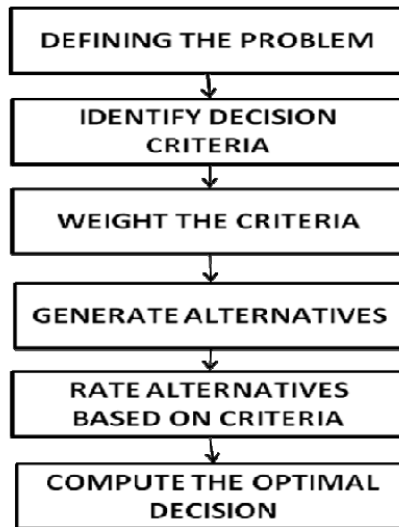 DEFINING THE PROBLEM
IDENTIFY DECISION
CRITERIA
WEIGHT THE CRITERIA
GENERATE ALTERNATIVES
RATE ALTERNATIVES
BASED ON CRITERIA
COMPUTE THE OPTIMAL
DECISION